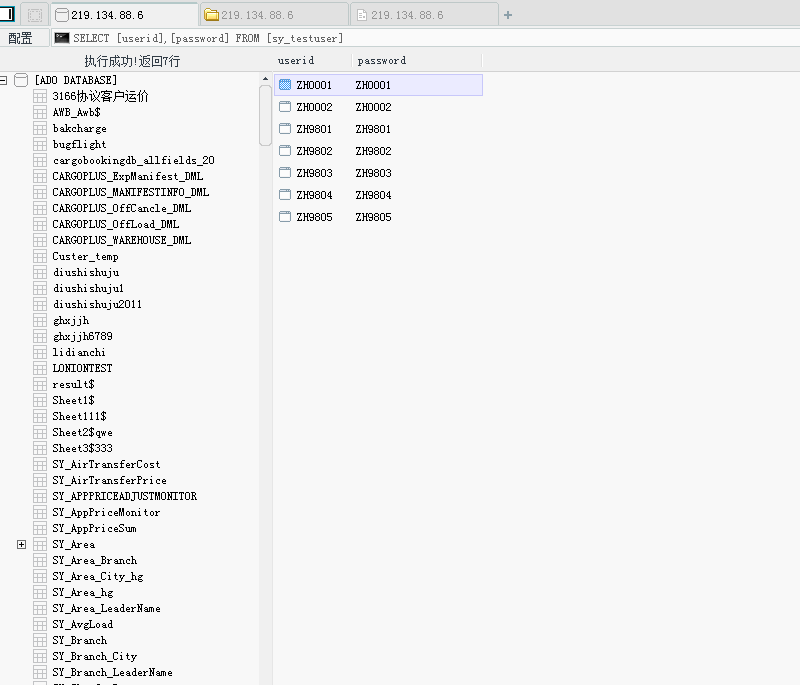 219.134.88.6 219.134.88.6 219.134.88.6 +
配置 SELECT [userid],[password] FROM [sy_testuser]
执行成功!返回7行
[ADO DATABASE]
3166协议客户运价
AWB_Awb$
bakcharge
bugflight
cargobookingdb_allfields_20
CARGOPLUS_ExpManifest_DML
CARGOPLUS_MANIFESTINFO_DML
CARGOPLUS_OffCancle_DML
CARGOPLUS_OffLoad_DML
CARGOPLUS_WAREHOUSE_DML
Custer_temp
diushishuju
diushishuju1
diushishuju2011
ghxjjh
ghxjjh6789
lidianchi
LONIONTEST
result$
Sheet1$
Sheet111$
Sheet2$qwe
Sheet3$333
SY_AirTransferCost
SY_AirTransferPrice
SY_APPPRICEADJUSTMONITOR
SY_AppPriceMonitor
SY_AppPriceSum
SY_Area
SY_Area_Branch
SY_Area_City_hg
SY_Area_hg
SY_Area_LeaderName
SY_AvgLoad
SY_Branch
SY_Branch_City
SY_Branch_LeaderName
userid password
ZH0001 ZH0001
ZH0002 ZH0002
ZH9801 ZH9801
ZH9802 ZH9802
ZH9803 ZH9803
ZH9804 ZH9804
ZH9805 ZH9805